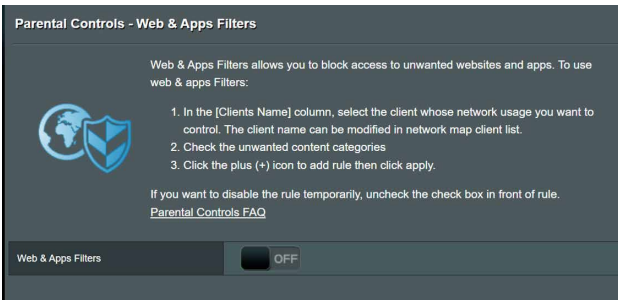 Parental Controls - Web & Apps Filters
Web & Apps Filters allows you to block access to unwanted websites and apps. To use
web & apps Filters:
1. In the [Clients Name] column, select the client whose network usage you want to
control. The client name can be modified in network map client list.
2. Check the unwanted content categories
3. Click the plus (+) icon to add rule then click apply.
If you want to disable the rule temporarily, uncheck the check box in front of rule.
Parental Controls FAQ
Web & Apps Filters
OFF